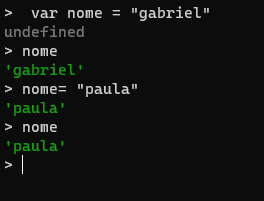 >  var nome = "gabriel"
undefined
> nome
'gabriel'
> nome= "paula"
'paula'
> nome
'paula'
>